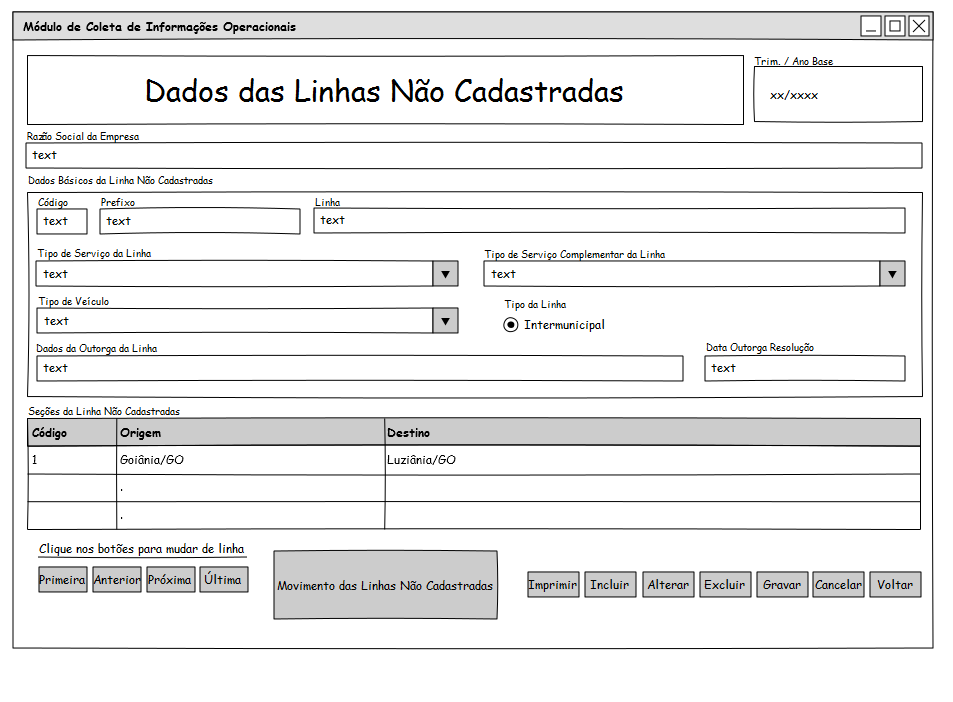 Módulo de Coleta de Informações Operacionais
Dados das Linhas Não Cadastradas
Trim. / Ano Base
xx/xxxx
Razão Social da Empresa
text
Dados Básicos da Linha Não Cadastradas
Código Prefixo Linha
text text text
Tipo de Serviço da Linha Tipo de Serviço Complementar da Linha
text text
Tipo de Veículo Tipo da Linha
text Intermunicipal
Dados da Outorga da Linha Data Outorga Resolução
text text
Seções da Linha Não Cadastradas
Código Origem Destino
1 Goiânia/GO Luziânia/GO
.
.
Clique nos botões para mudar de linha
Primeira Anterior Próxima Última Movimento das Linhas Não Cadastradas Imprimir Incluir Alterar Excluir Gravar Cancelar Voltar